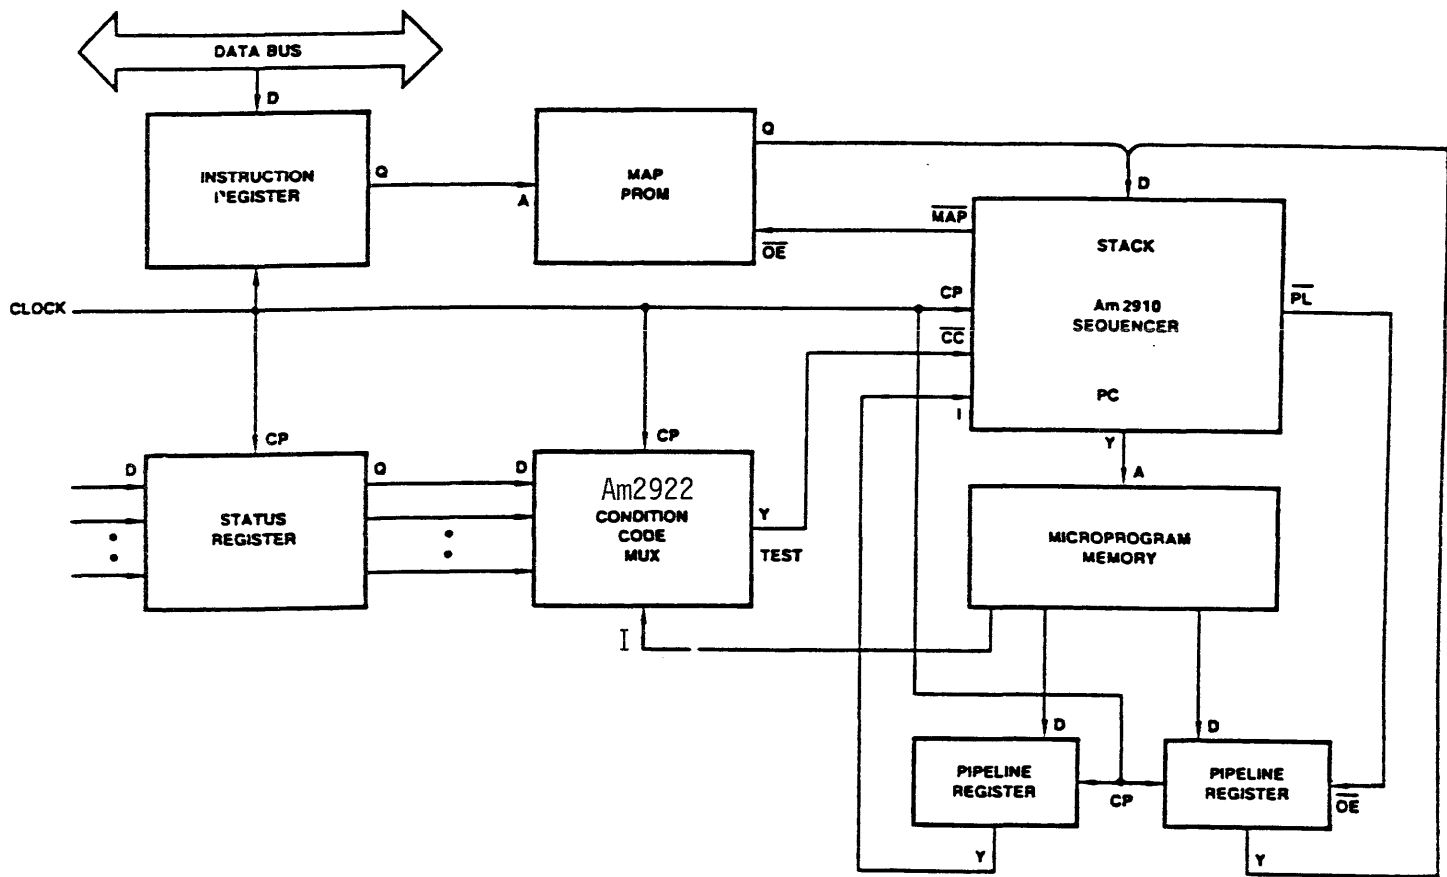 DATA BUS
D
INSTRUCTION
REGISTER
Q
A
MAP
PROM
Q
OE
MAP
D
STACK
Am 2910
SEQUENCER
PC
CP
CC
I
PL
Y
CLOCK
CP
D
STATUS
REGISTER
Q
CP
D
Am2922
CONDITION
CODE
MUX
Y
TEST
I
A
MICROPROGRAM
MEMORY
D
D
PIPELINE
REGISTER
CP
PIPELINE
REGISTER
OE
Y
Y